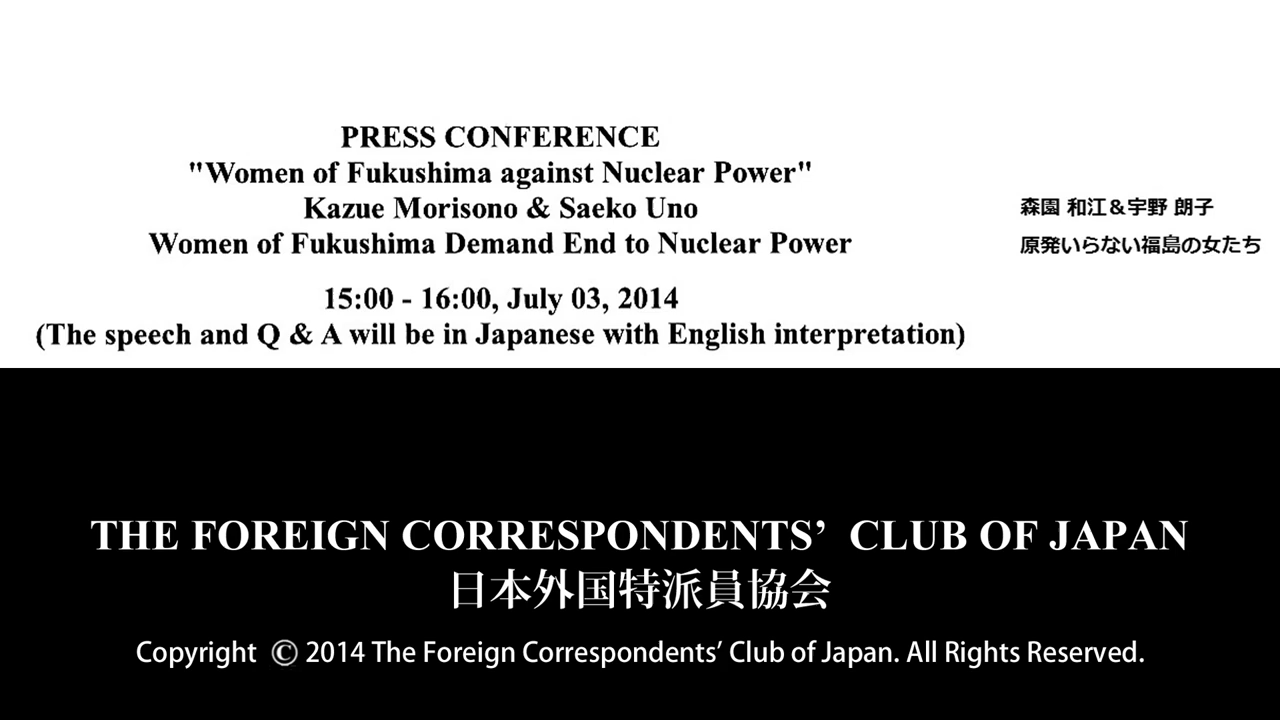 PRESS CONFERENCE
"Women of Fukushima against Nuclear Power"
Kazue Morisono & Saeko Uno
森園 和江&宇野 朗子
Women of Fukushima Demand End to Nuclear Power
原発いらない福島の女たち
15:00 - 16:00, July 03, 2014
(The speech and Q & A will be in Japanese with English interpretation)
THE FOREIGN CORRESPONDENTS’ CLUB OF JAPAN
日本外国特派員協会
Copyright © 2014 The Foreign Correspondents’ Club of Japan. All Rights Reserved.